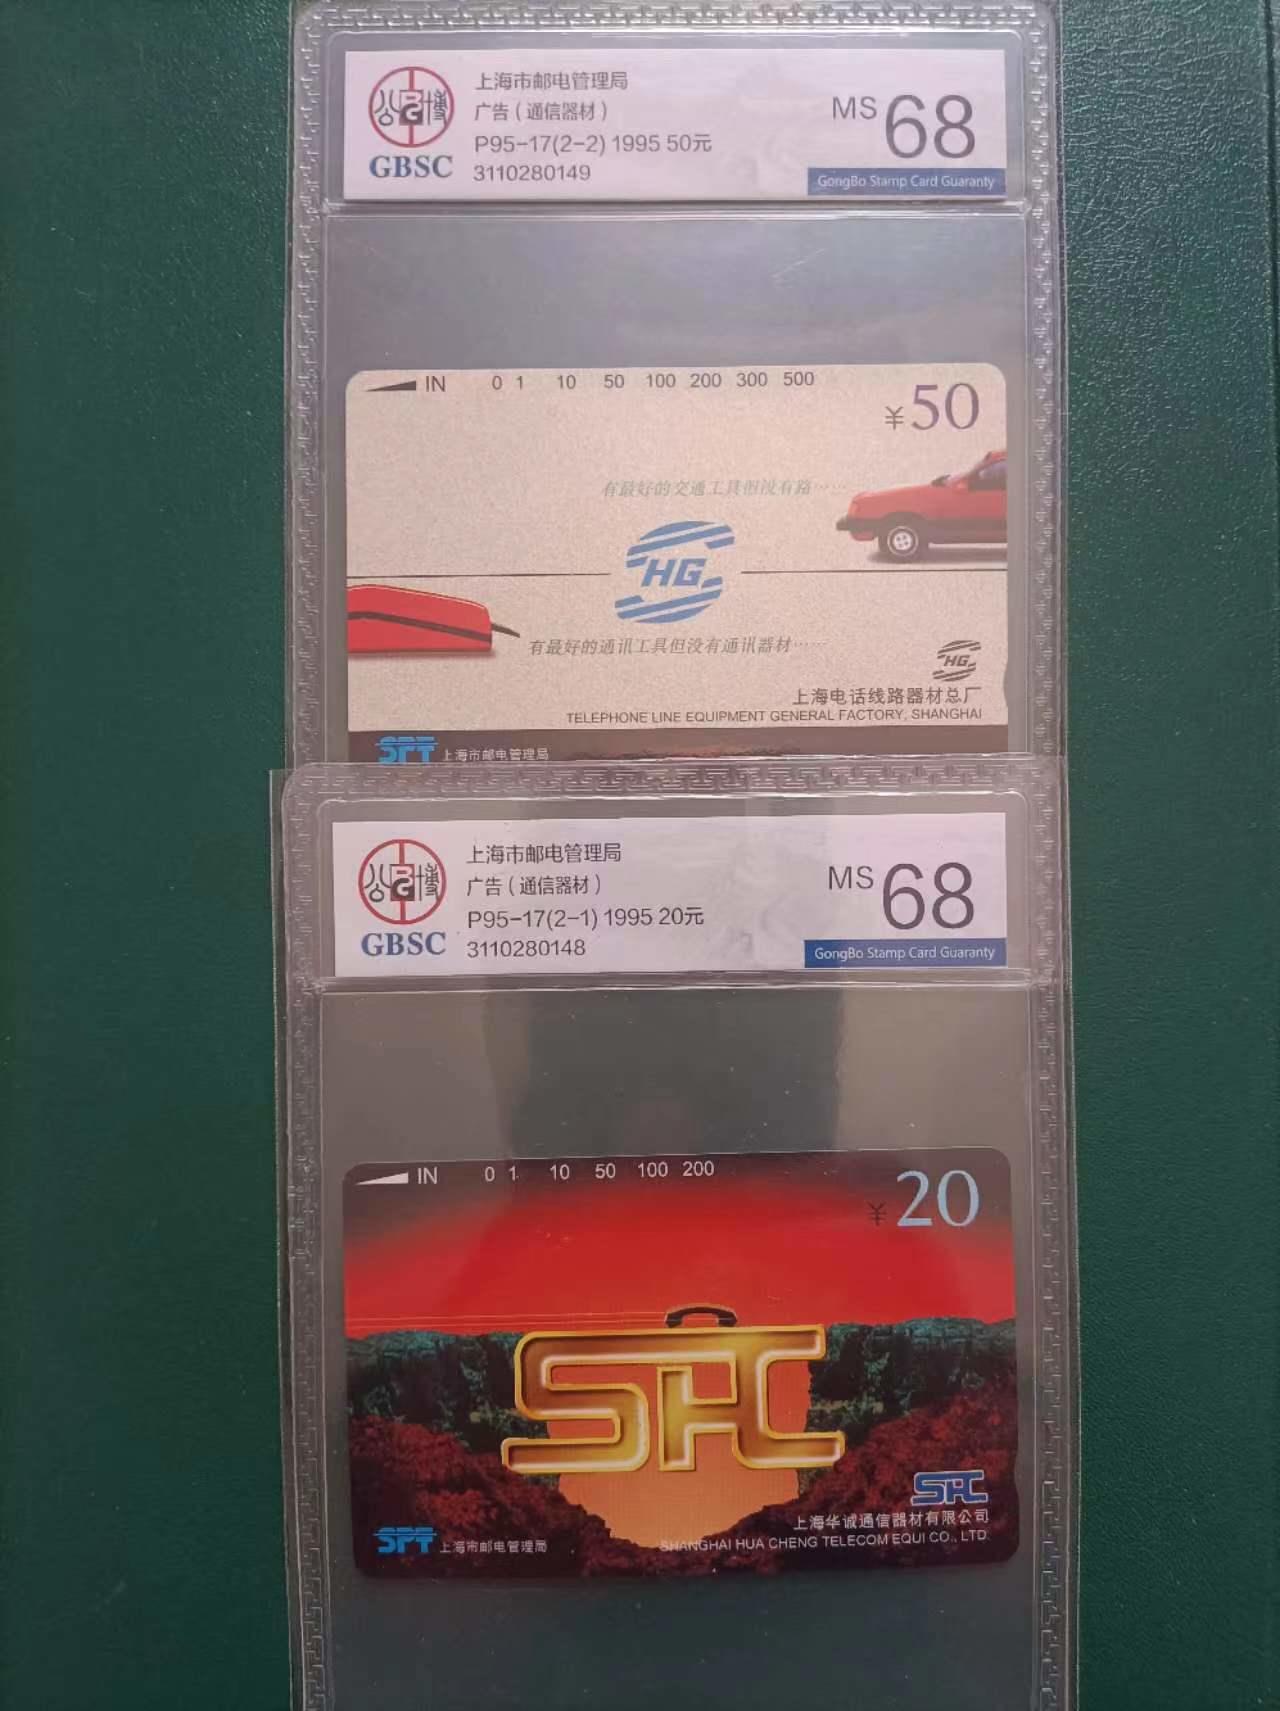 上海市邮电管理局
公 博
广告（通信器材）
MS 68
P95-17(2-2) 1995 50元
GBSC
3110280149
GongBo Stamp Card Guaranty
IN 0 1 10 50 100 200 300 500
¥50
有最好的交通工具但没有路……
HG
有最好的通讯工具但没有通讯器材……
HG
上海电话线路器材总厂
TELEPHONE LINE EQUIPMENT GENERAL FACTORY, SHANGHAI
SPT 上海市邮电管理局
上海市邮电管理局
公 博
广告（通信器材）
MS 68
P95-17(2-1) 1995 20元
GBSC
3110280148
GongBo Stamp Card Guaranty
IN 0 1 10 50 100 200
¥20
SHC
SHC
上海华诚通信器材有限公司
SHANGHAI HUA CHENG TELECOM EQUI CO., LTD.
SPT 上海市邮电管理局